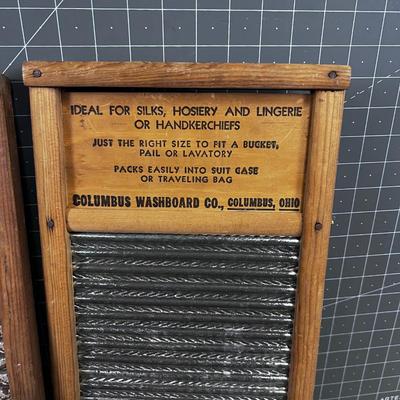 IDEAL FOR SILKS, HOSIERY AND LINGERIE
OR HANDKERCHIEFS
JUST THE RIGHT SIZE TO FIT A BUCKET,
PAIL OR LAVATORY
PACKS EASILY INTO SUIT CASE
OR TRAVELING BAG
COLUMBUS WASHBOARD CO., COLUMBUS, OHIO